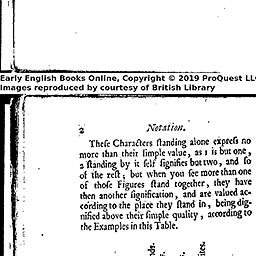 Early English Books Online, Copyright © 2019 ProQuest LL
Images reproduced by courtesy of British Library
2 Notation.
Theſe Characters ſtanding alone expreſs no
more than their ſimple value, as 1 is but one,
2 ſtanding by it ſelf ſignifies but two, and ſo
of the reſt; but when you ſee more than one
of thoſe Figures ſtand together, they have
then another ſignification, and are valued ac-
cording to the place they ſtand in, being dig-
nified above their ſimple quality, according to
the Examples in this Table.